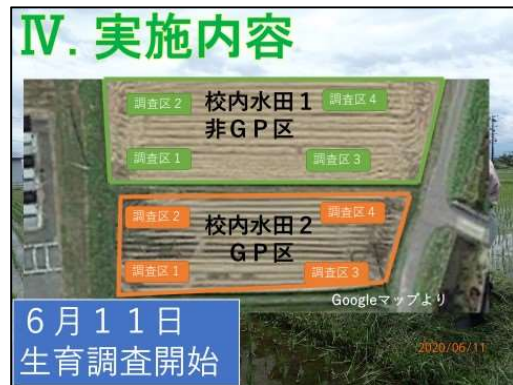 Ⅳ．実施内容
調査区2
校内水田１
調査区4
非ＧＰ区
調査区1
調査区3
調査区2
校内水田２
調査区4
ＧＰ区
調査区1
調査区3
Googleマップより
６月１１日
生育調査開始
2020/06/11